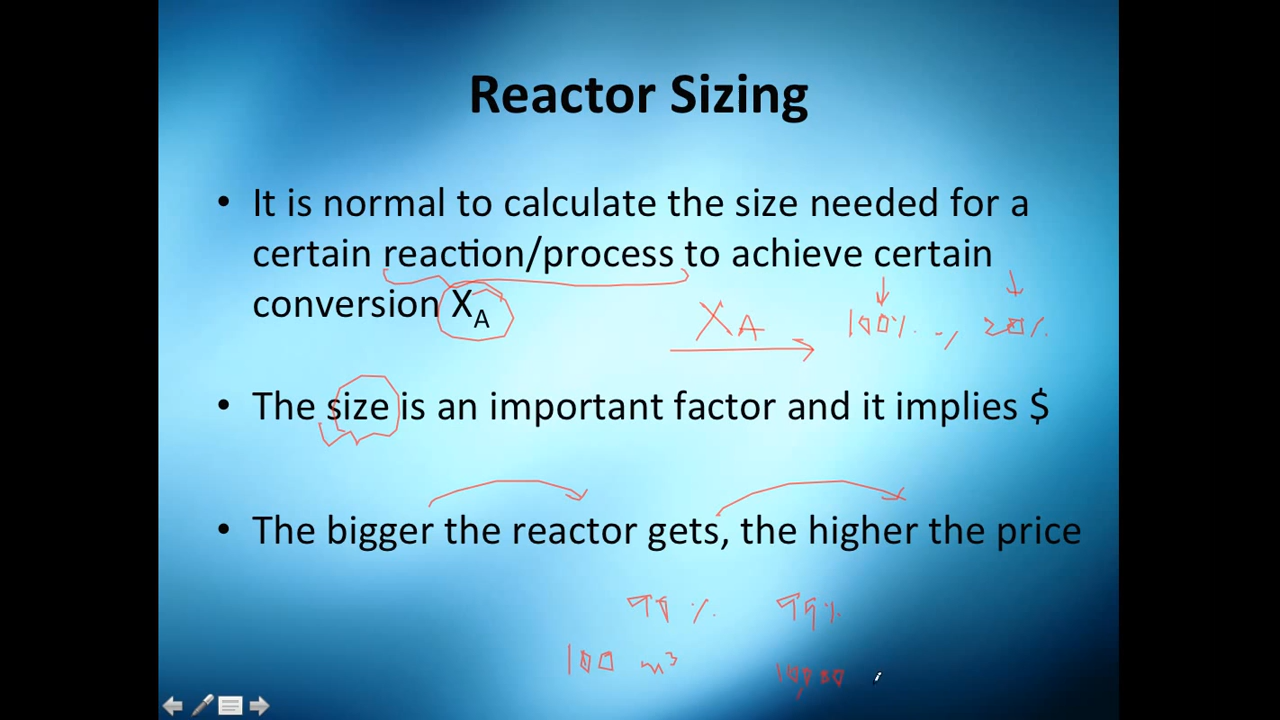 Reactor Sizing
• It is normal to calculate the size needed for a
certain reaction/process to achieve certain
conversion XA
XA 100% 20%
• The size is an important factor and it implies $
• The bigger the reactor gets, the higher the price
99%
100 m³